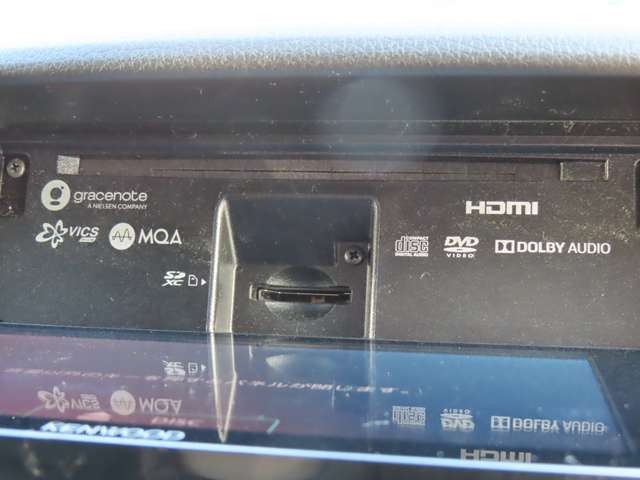 gracenote
A NIELSEN COMPANY
HDMI
VICS
MQA
COMPACT
disc
DIGITAL AUDIO
DVD
VIDEO
DOLBY AUDIO
SD
XC
KENWOOD